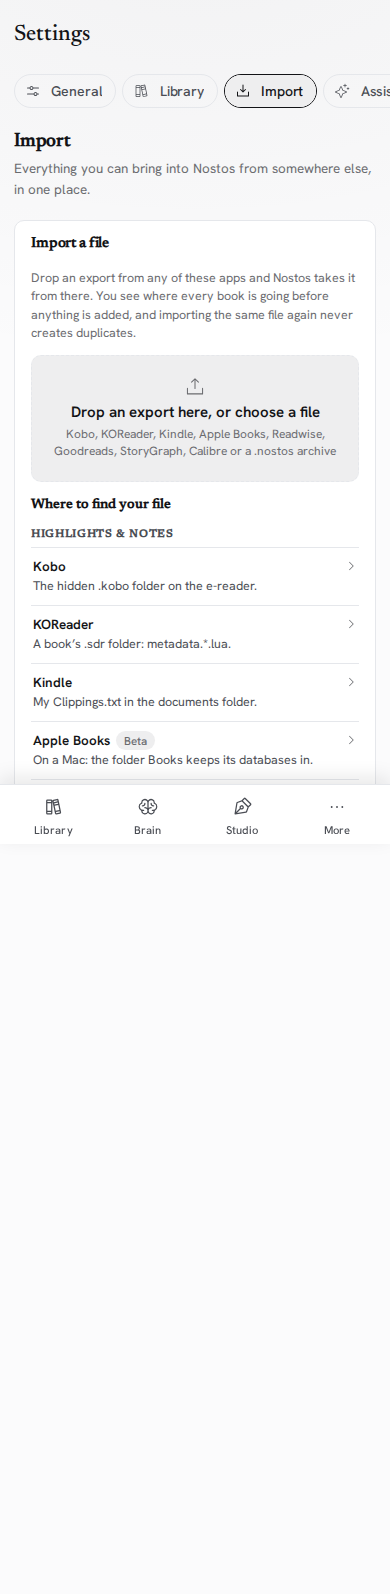 Settings
General
Library
Import
Assis
Import
Everything you can bring into Nostos from somewhere else,
in one place.
Import a file
Drop an export from any of these apps and Nostos takes it
from there. You see where every book is going before
anything is added, and importing the same file again never
creates duplicates.
Drop an export here, or choose a file
Kobo, KOReader, Kindle, Apple Books, Readwise,
Goodreads, StoryGraph, Calibre or a .nostos archive
Where to find your file
HIGHLIGHTS & NOTES
Kobo
The hidden .kobo folder on the e-reader.
KOReader
A book’s .sdr folder: metadata.*.lua.
Kindle
My Clippings.txt in the documents folder.
Apple Books Beta
On a Mac: the folder Books keeps its databases in.
Library
Brain
Studio
More